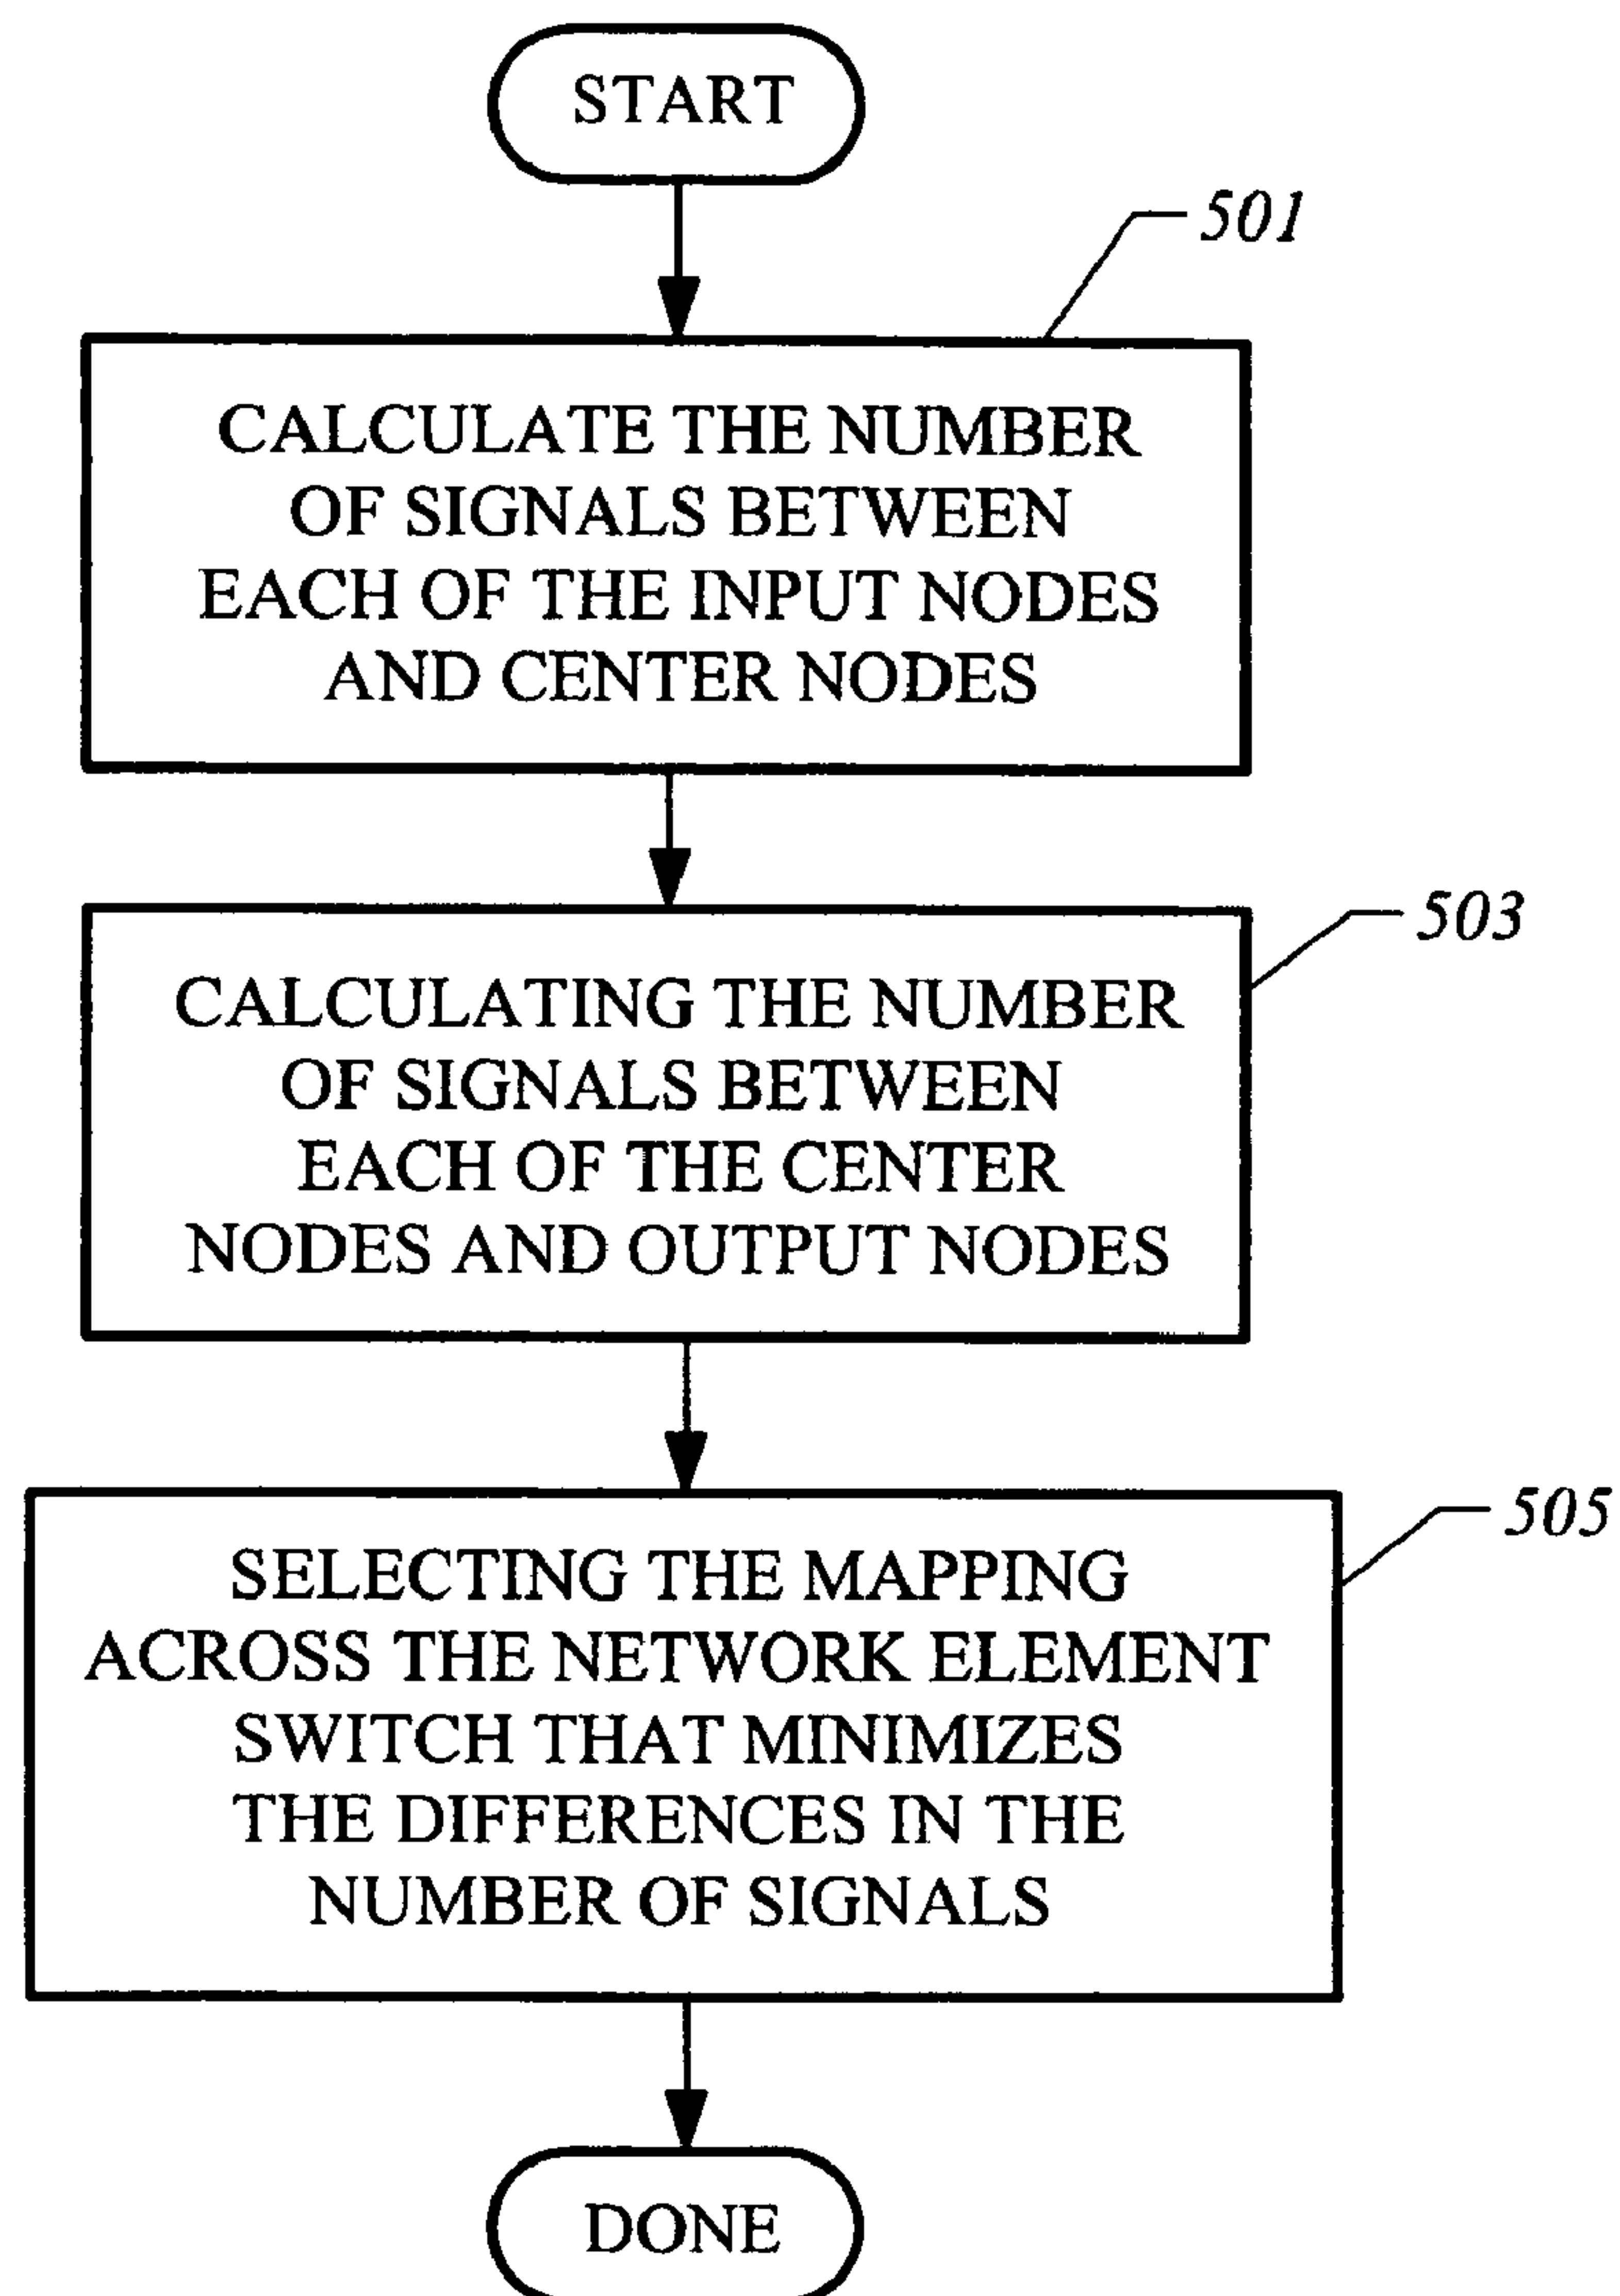 START
501
CALCULATE THE NUMBER
OF SIGNALS BETWEEN
EACH OF THE INPUT NODES
AND CENTER NODES
503
CALCULATING THE NUMBER
OF SIGNALS BETWEEN
EACH OF THE CENTER
NODES AND OUTPUT NODES
505
SELECTING THE MAPPING
ACROSS THE NETWORK ELEMENT
SWITCH THAT MINIMIZES
THE DIFFERENCES IN THE
NUMBER OF SIGNALS
DONE